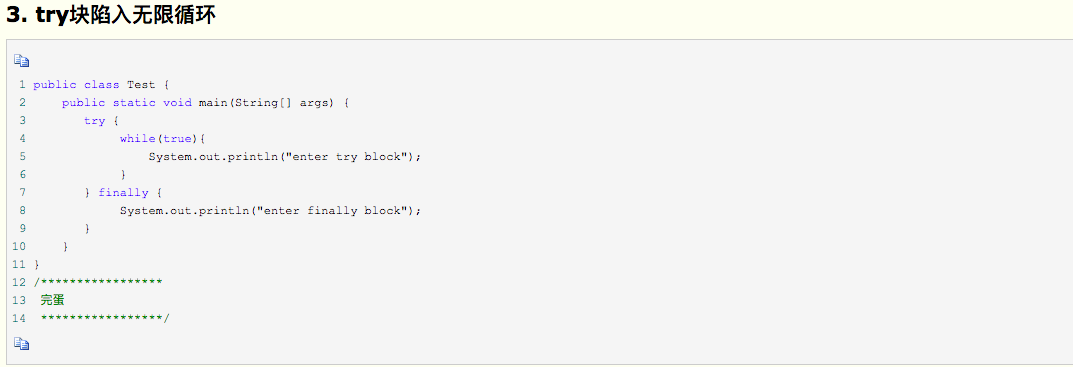 3. try块陷入无限循环
1 public class Test {
2     public static void main(String[] args) {
3        try {
4             while(true){
5                 System.out.println("enter try block");
6             }
7        } finally {
8             System.out.println("enter finally block");
9        }
10     }
11 }
12 /*****************
13  完蛋
14  *****************/